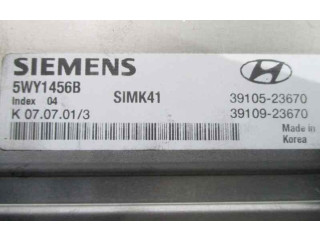 SIEMENS
5WY1456B
Index 04 SIMK41 39105-23670
K 07.07.01/3 39109-23670
Made in
Korea